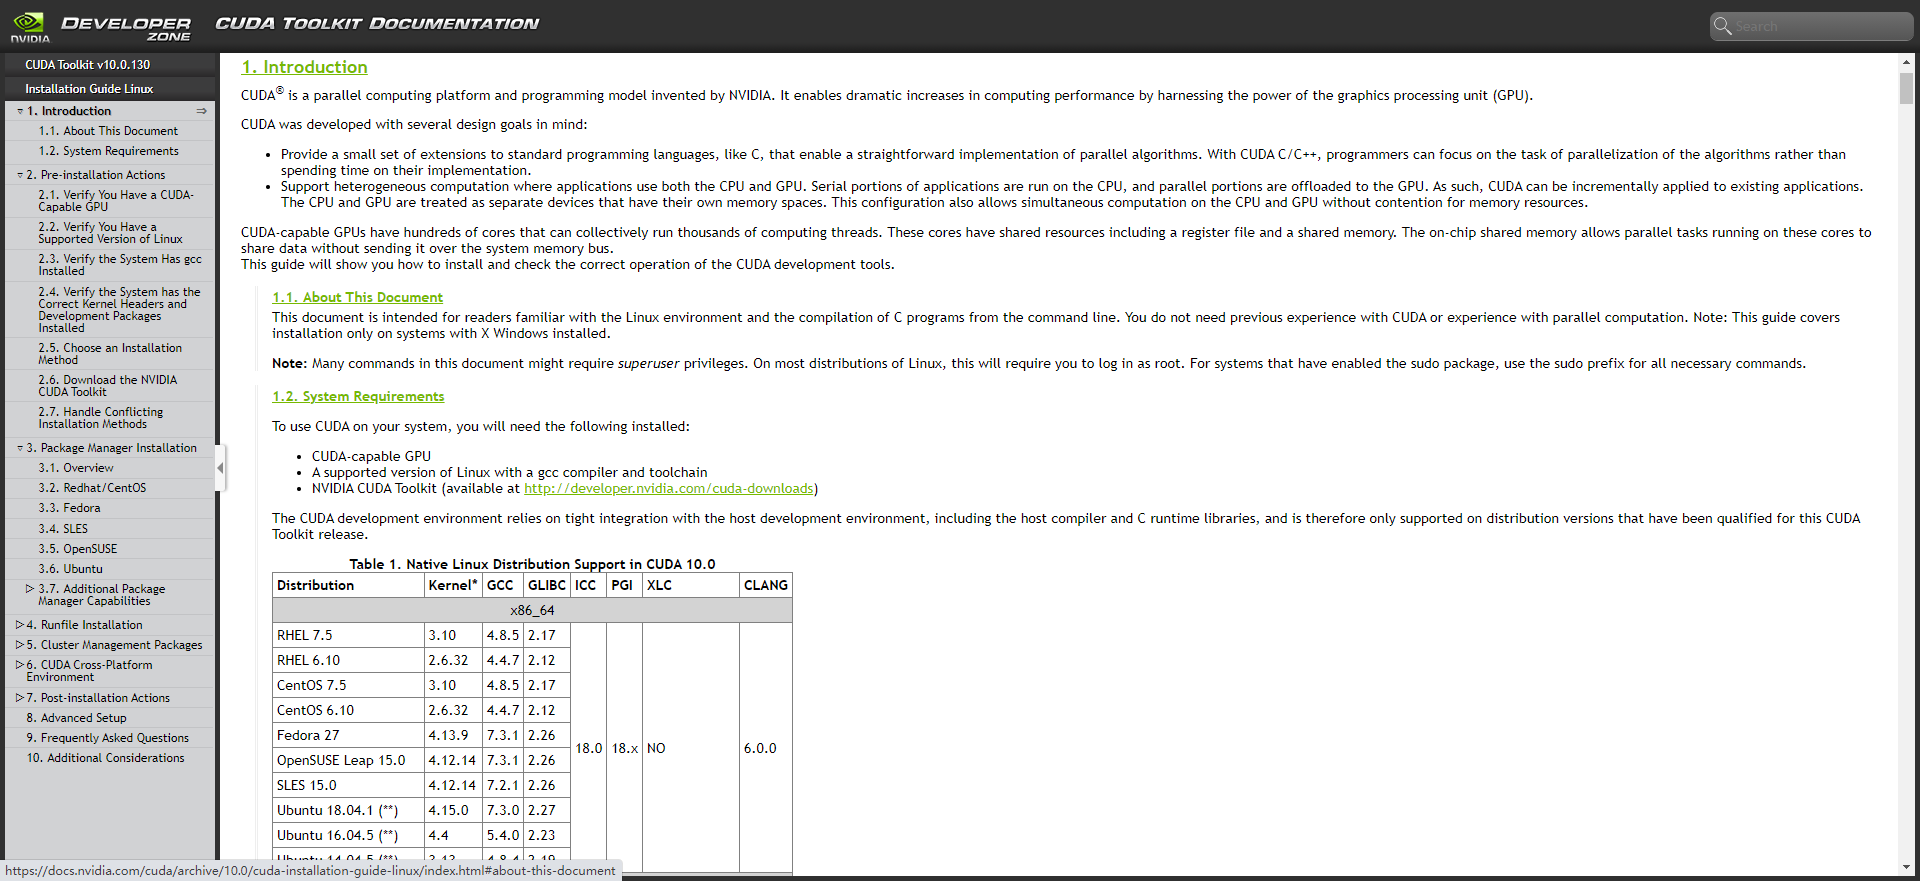 NVIDIA
DEVELOPER ZONE
CUDA TOOLKIT DOCUMENTATION
Search
CUDA Toolkit v10.0.130
Installation Guide Linux
1. Introduction
1.1. About This Document
1.2. System Requirements
2. Pre-installation Actions
2.1. Verify You Have a CUDA-
Capable GPU
2.2. Verify You Have a
Supported Version of Linux
2.3. Verify the System Has gcc
Installed
2.4. Verify the System has the
Correct Kernel Headers and
Development Packages
Installed
2.5. Choose an Installation
Method
2.6. Download the NVIDIA
CUDA Toolkit
2.7. Handle Conflicting
Installation Methods
3. Package Manager Installation
3.1. Overview
3.2. Redhat/CentOS
3.3. Fedora
3.4. SLES
3.5. OpenSUSE
3.6. Ubuntu
3.7. Additional Package
Manager Capabilities
4. Runfile Installation
5. Cluster Management Packages
6. CUDA Cross-Platform
Environment
7. Post-installation Actions
8. Advanced Setup
9. Frequently Asked Questions
10. Additional Considerations
1. Introduction
CUDA® is a parallel computing platform and programming model invented by NVIDIA. It enables dramatic increases in computing performance by harnessing the power of the graphics processing unit (GPU).
CUDA was developed with several design goals in mind:
• Provide a small set of extensions to standard programming languages, like C, that enable a straightforward implementation of parallel algorithms. With CUDA C/C++, programmers can focus on the task of parallelization of the algorithms rather than
spending time on their implementation.
• Support heterogeneous computation where applications use both the CPU and GPU. Serial portions of applications are run on the CPU, and parallel portions are offloaded to the GPU. As such, CUDA can be incrementally applied to existing applications.
The CPU and GPU are treated as separate devices that have their own memory spaces. This configuration also allows simultaneous computation on the CPU and GPU without contention for memory resources.
CUDA-capable GPUs have hundreds of cores that can collectively run thousands of computing threads. These cores have shared resources including a register file and a shared memory. The on-chip shared memory allows parallel tasks running on these cores to
share data without sending it over the system memory bus.
This guide will show you how to install and check the correct operation of the CUDA development tools.
1.1. About This Document
This document is intended for readers familiar with the Linux environment and the compilation of C programs from the command line. You do not need previous experience with CUDA or experience with parallel computation. Note: This guide covers
installation only on systems with X Windows installed.
Note: Many commands in this document might require superuser privileges. On most distributions of Linux, this will require you to log in as root. For systems that have enabled the sudo package, use the sudo prefix for all necessary commands.
1.2. System Requirements
To use CUDA on your system, you will need the following installed:
• CUDA-capable GPU
• A supported version of Linux with a gcc compiler and toolchain
• NVIDIA CUDA Toolkit (available at http://developer.nvidia.com/cuda-downloads)
The CUDA development environment relies on tight integration with the host development environment, including the host compiler and C runtime libraries, and is therefore only supported on distribution versions that have been qualified for this CUDA
Toolkit release.
Table 1. Native Linux Distribution Support in CUDA 10.0
Distribution Kernel* GCC GLIBC ICC PGI XLC CLANG
x86_64
RHEL 7.5 3.10 4.8.5 2.17
RHEL 6.10 2.6.32 4.4.7 2.12
CentOS 7.5 3.10 4.8.5 2.17
CentOS 6.10 2.6.32 4.4.7 2.12
Fedora 27 4.13.9 7.3.1 2.26
18.0 18.x NO 6.0.0
OpenSUSE Leap 15.0 4.12.14 7.3.1 2.26
SLES 15.0 4.12.14 7.2.1 2.26
Ubuntu 18.04.1 (**) 4.15.0 7.3.0 2.27
Ubuntu 16.04.5 (**) 4.4 5.4.0 2.23
Ubuntu 14.04.5 (**) 3.13 4.8.4 2.19
https://docs.nvidia.com/cuda/archive/10.0/cuda-installation-guide-linux/index.html#about-this-document